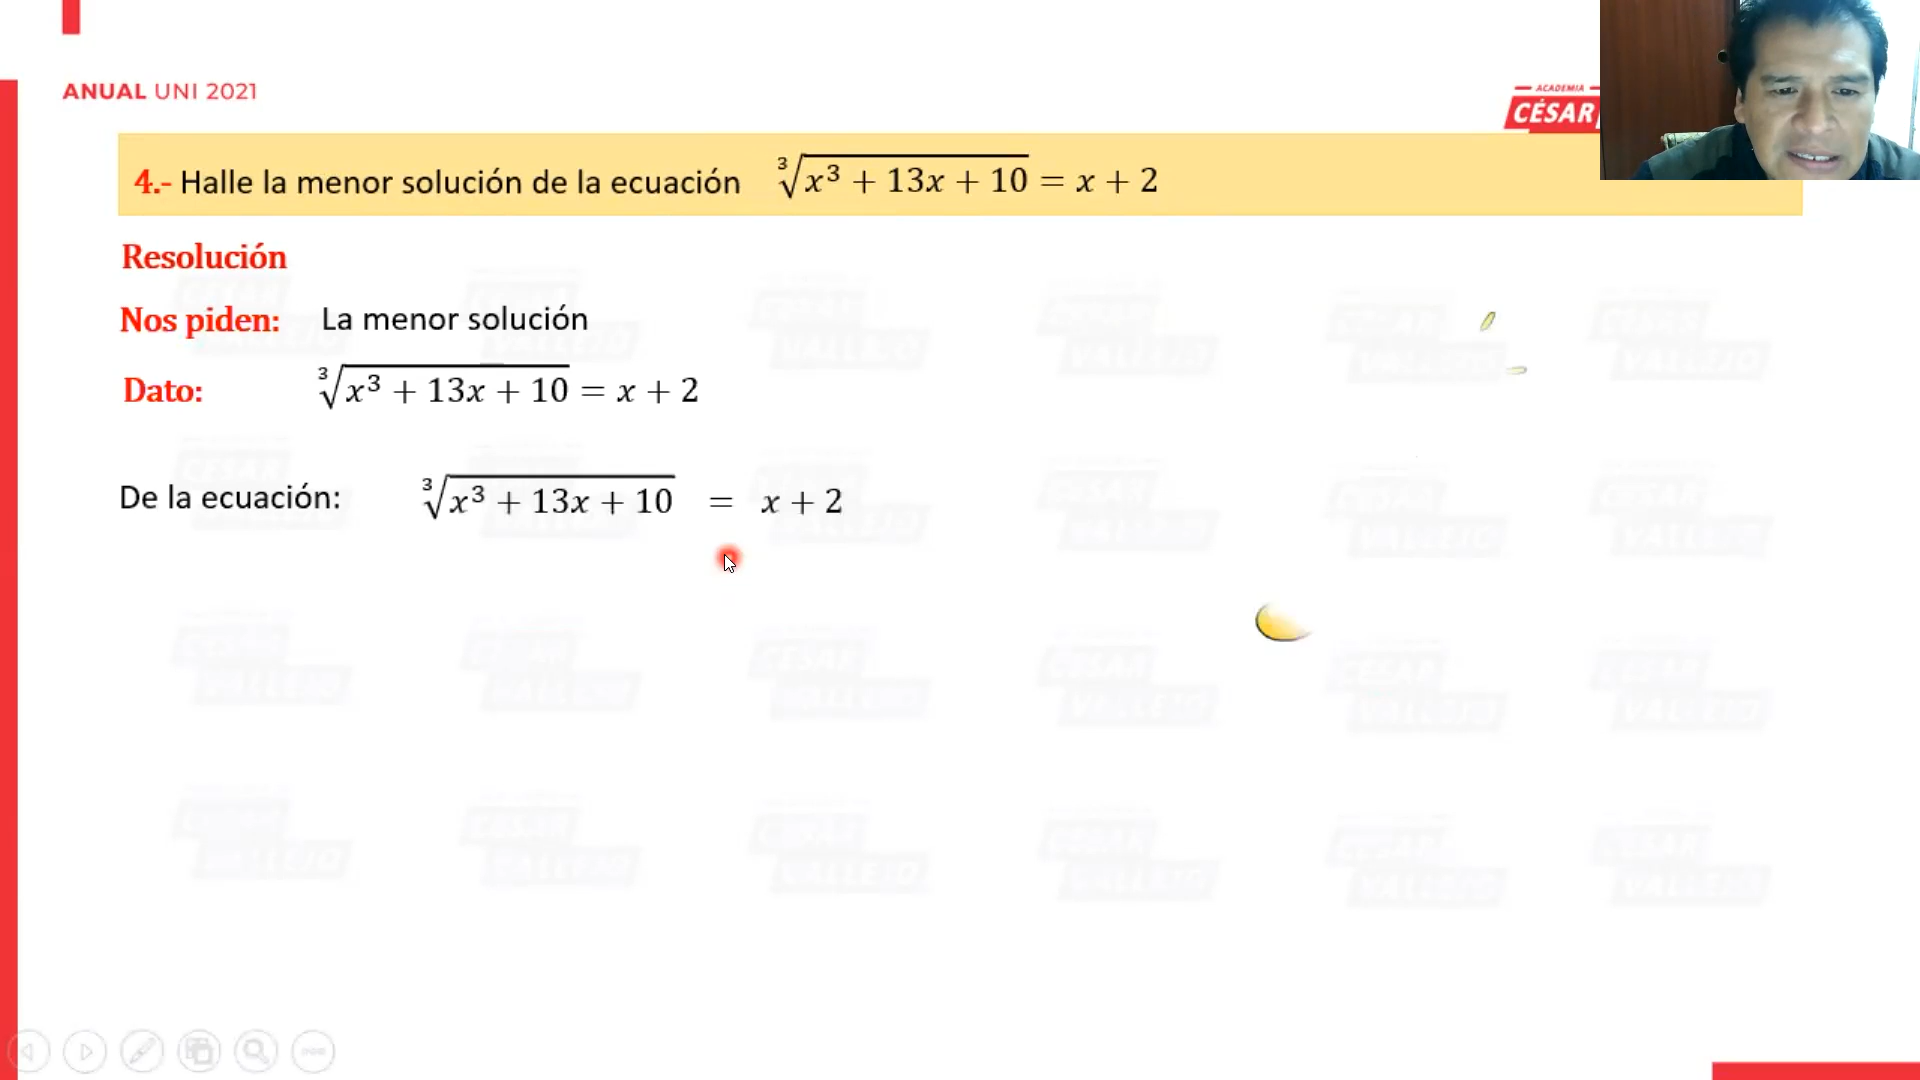 ANUAL UNI 2021
ACADEMIA
CÉSAR
4.- Halle la menor solución de la ecuación ∛(x³ + 13x + 10) = x + 2
Resolución
Nos piden: La menor solución
Dato: ∛(x³ + 13x + 10) = x + 2
De la ecuación: ∛(x³ + 13x + 10) = x + 2